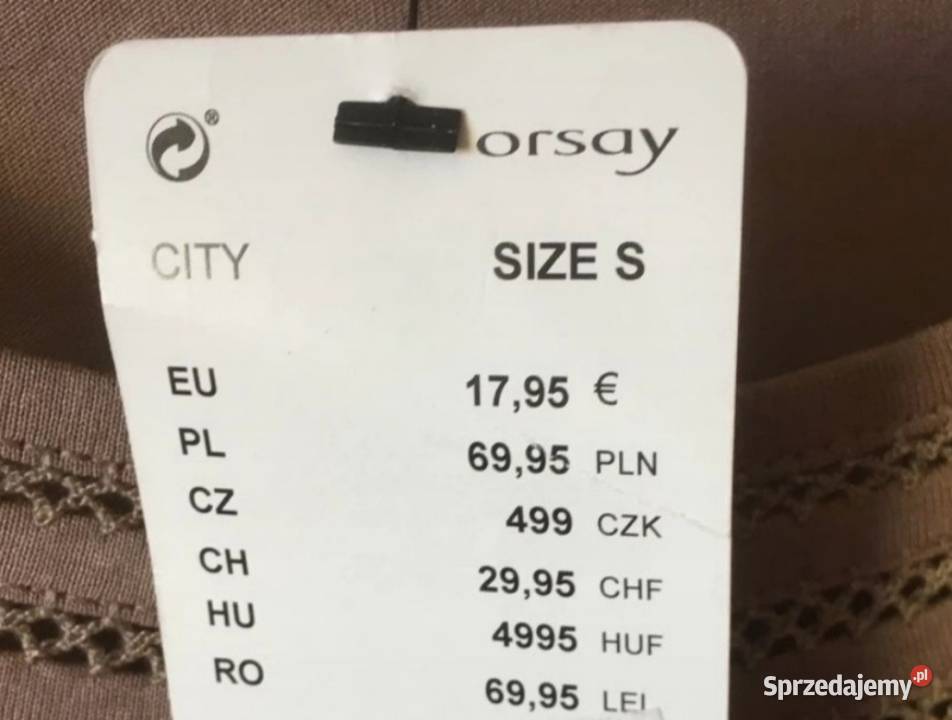 ® orsay
CITY SIZE S
EU 17,95 €
PL 69,95 PLN
CZ 499 CZK
CH 29,95 CHF
HU 4995 HUF
RO 69,95 LEI
Sprzedajemy.pl